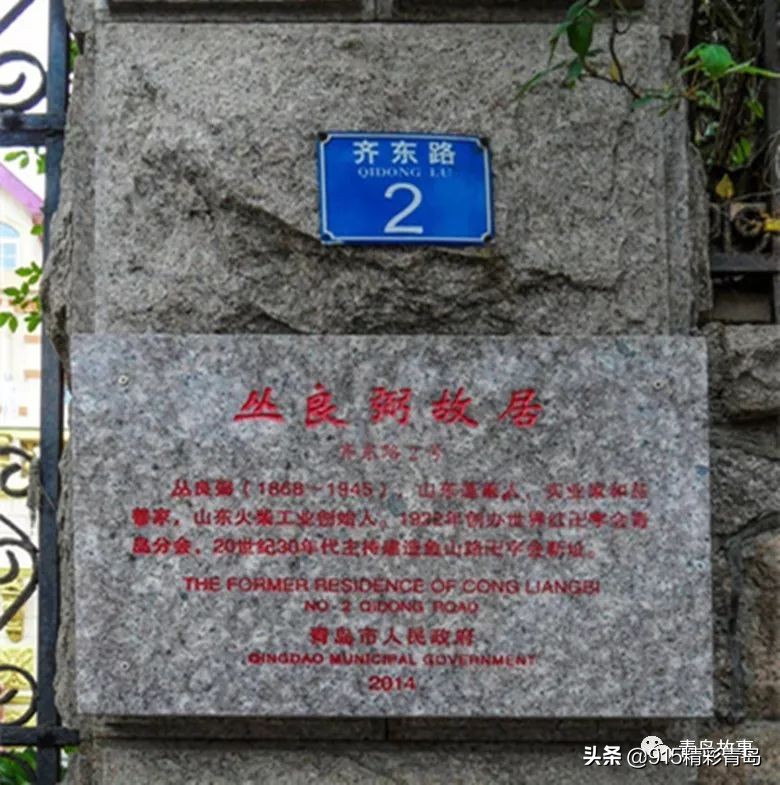 齐东路
QIDONG LU
2
丛良弼故居
齐东路2号
丛良弼（1868－1945），山东蓬莱人，实业家和慈
善家，山东火柴工业创始人。1932年创办世界红卍字会青
岛分会，20世纪30年代主持建造鱼山路卍字会新址。
THE FORMER RESIDENCE OF CONG LIANGBI
NO 2 QIDONG ROAD
青岛市人民政府
QINGDAO MUNICIPAL GOVERNMENT
2014
青岛故事
头条 @915精彩青岛